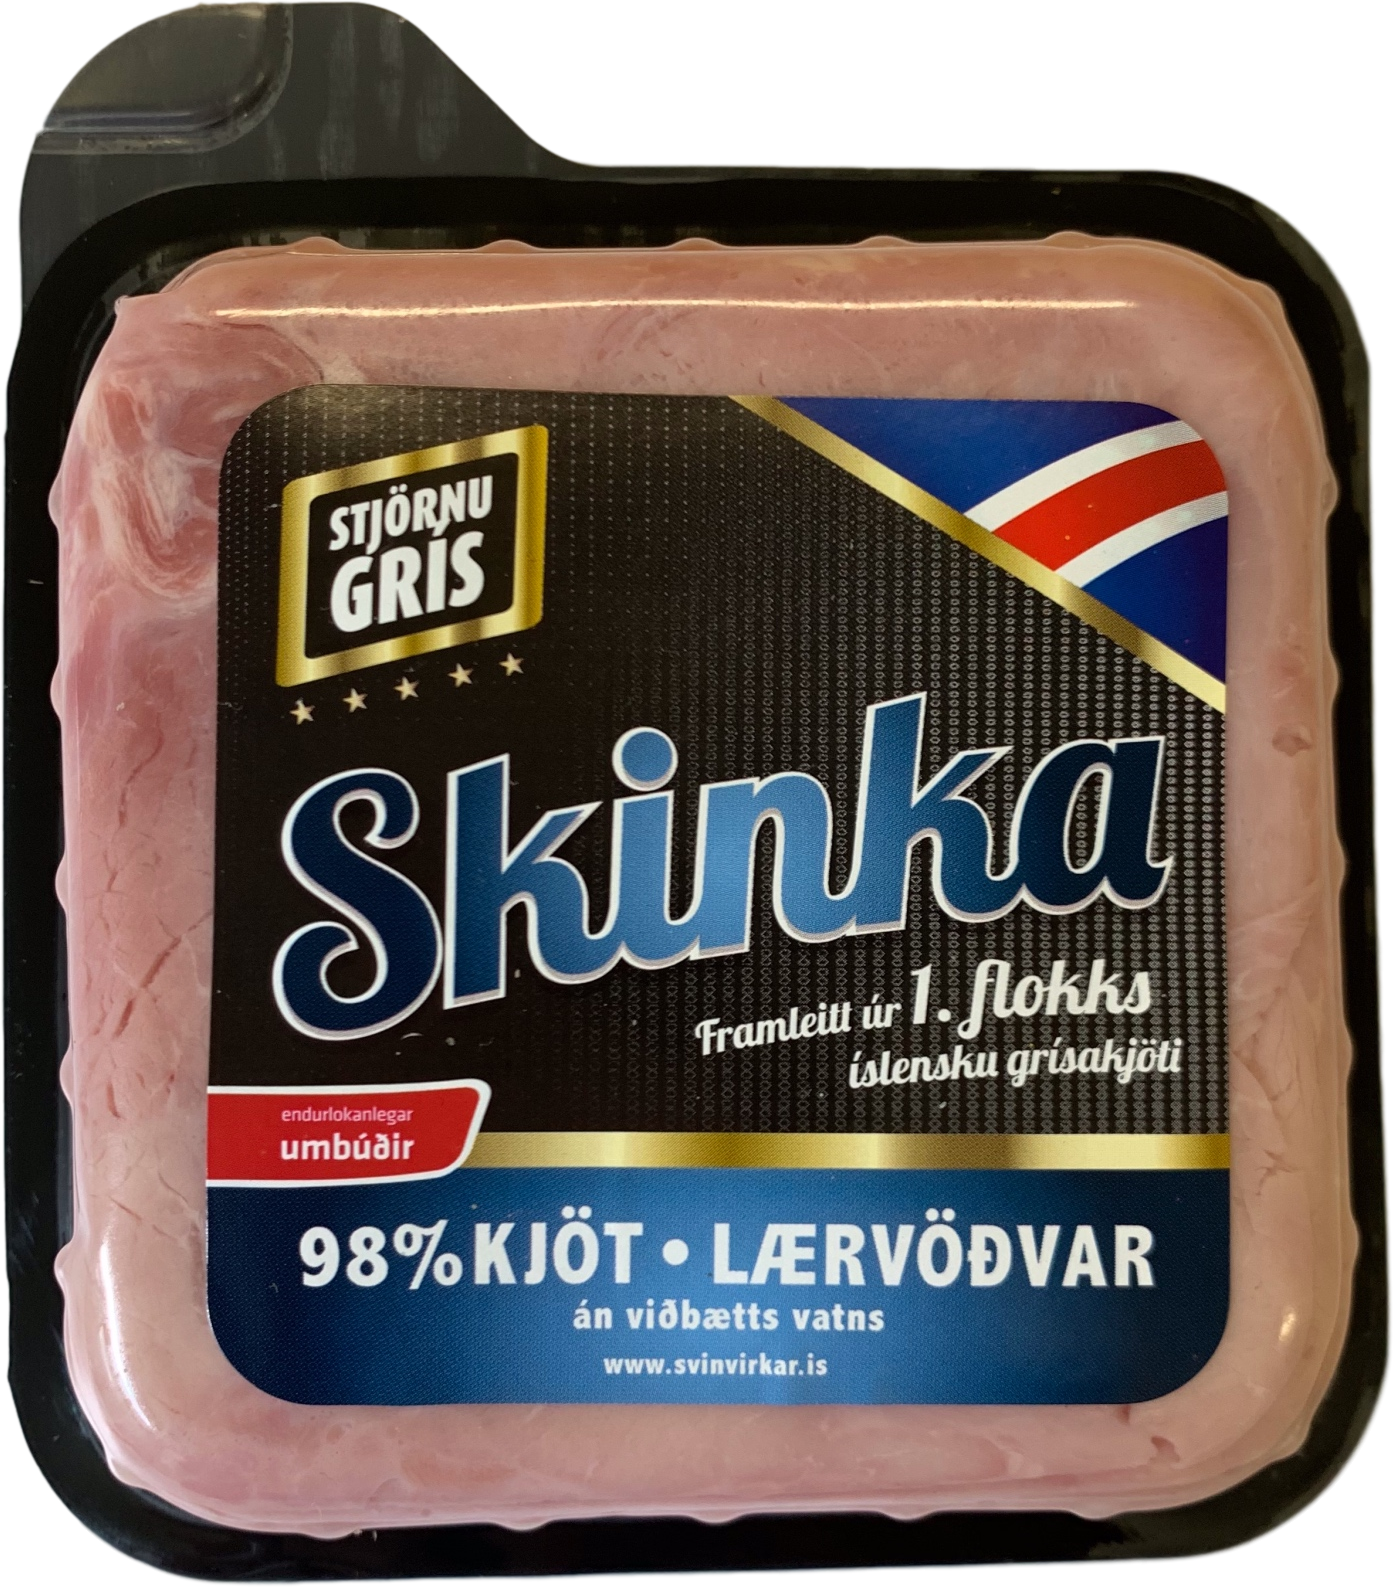 STJÖRNU
GRÍS
Skinka
Framleitt úr 1. flokks
íslensku grísakjöti
endurlokanlegar
umbúðir
98% KJÖT • LÆRVÖÐVAR
án viðbætts vatns
www.svinvirkar.is